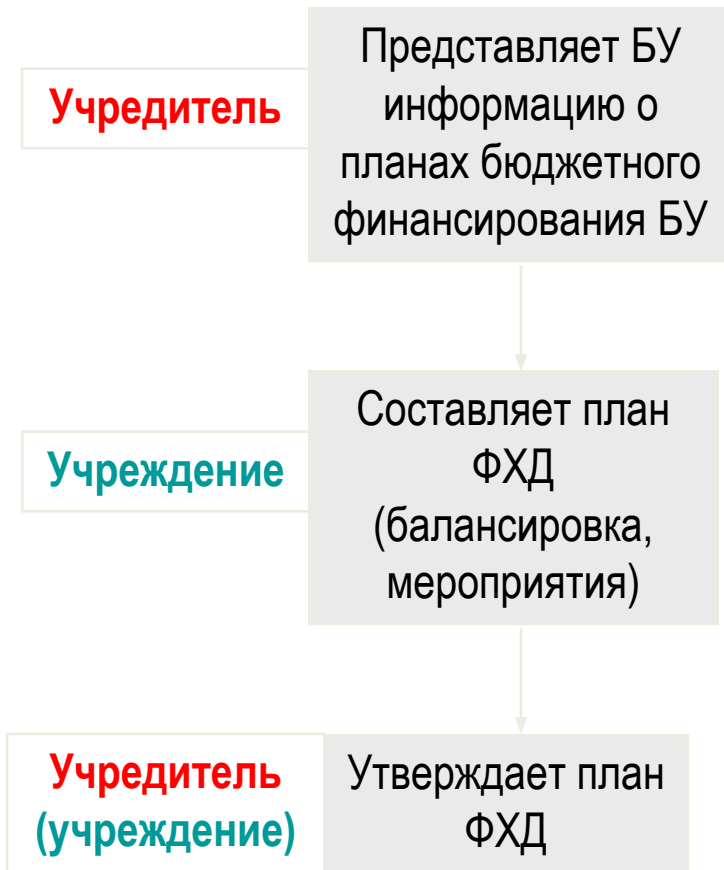 Учредитель
Представляет БУ
информацию о
планах бюджетного
финансирования БУ
Учреждение
Составляет план
ФХД
(балансировка,
мероприятия)
Учредитель
(учреждение)
Утверждает план
ФХД